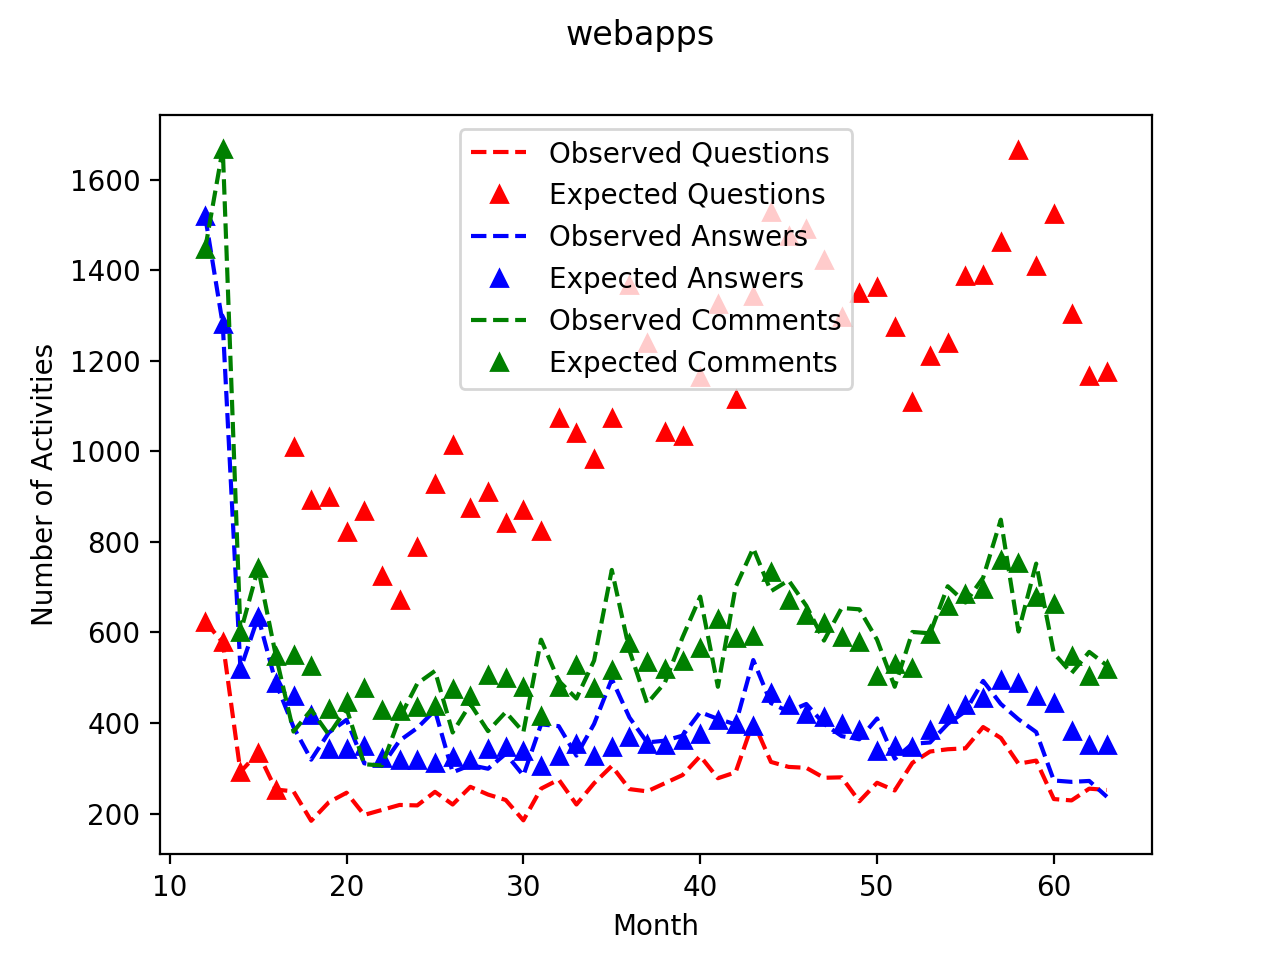 webapps
Observed Questions
Expected Questions
Observed Answers
Expected Answers
Observed Comments
Expected Comments
1600
1400
1200
1000
800
600
400
200
Number of Activities
10 20 30 40 50 60
Month